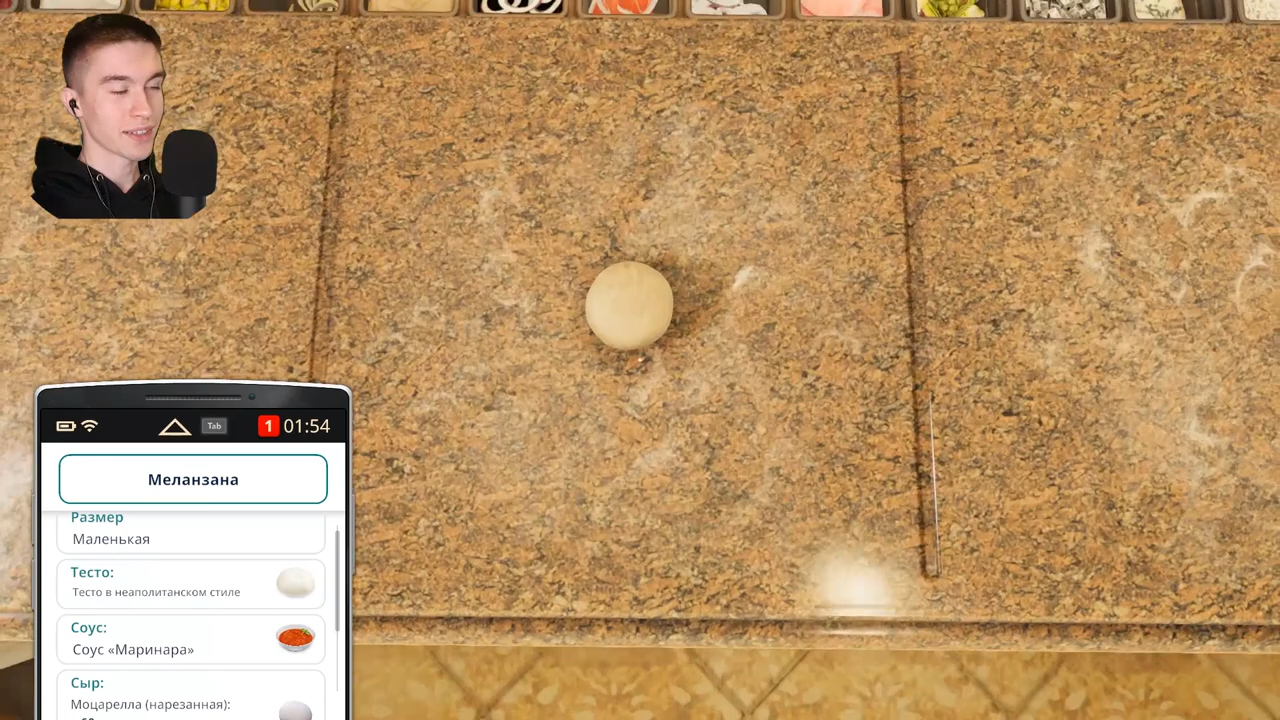 Tab
1 01:54
Меланзана
Размер
Маленькая
Тесто:
Тесто в неаполитанском стиле
Соус:
Соус «Маринара»
Сыр:
Моцарелла (нарезанная):